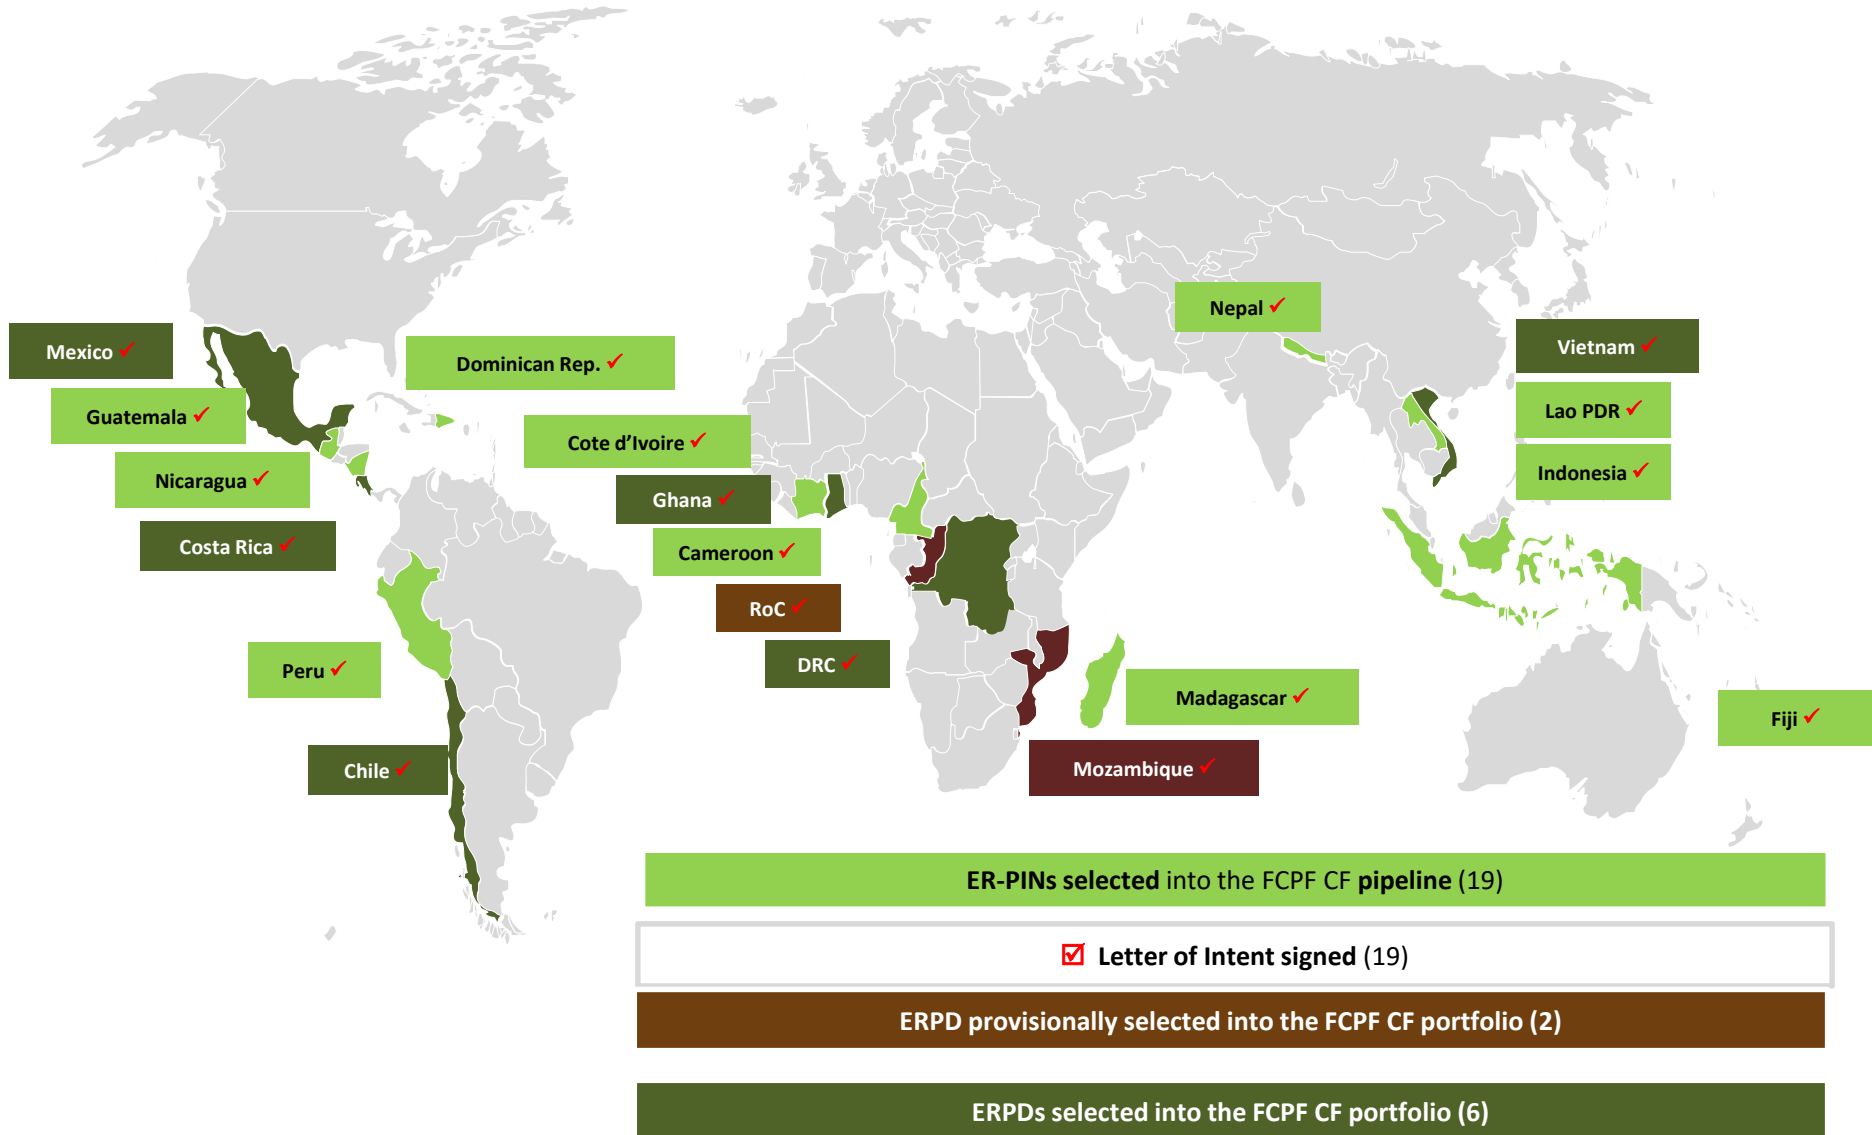 Nepal ✓
Mexico ✓
Dominican Rep. ✓
Vietnam ✓
Guatemala ✓
Lao PDR ✓
Cote d’Ivoire ✓
Nicaragua ✓
Indonesia ✓
Ghana ✓
Costa Rica ✓
Cameroon ✓
RoC ✓
DRC ✓
Peru ✓
Madagascar ✓
Fiji ✓
Chile ✓
Mozambique ✓
ER-PINs selected into the FCPF CF pipeline (19)
☑ Letter of Intent signed (19)
ERPD provisionally selected into the FCPF CF portfolio (2)
ERPDs selected into the FCPF CF portfolio (6)